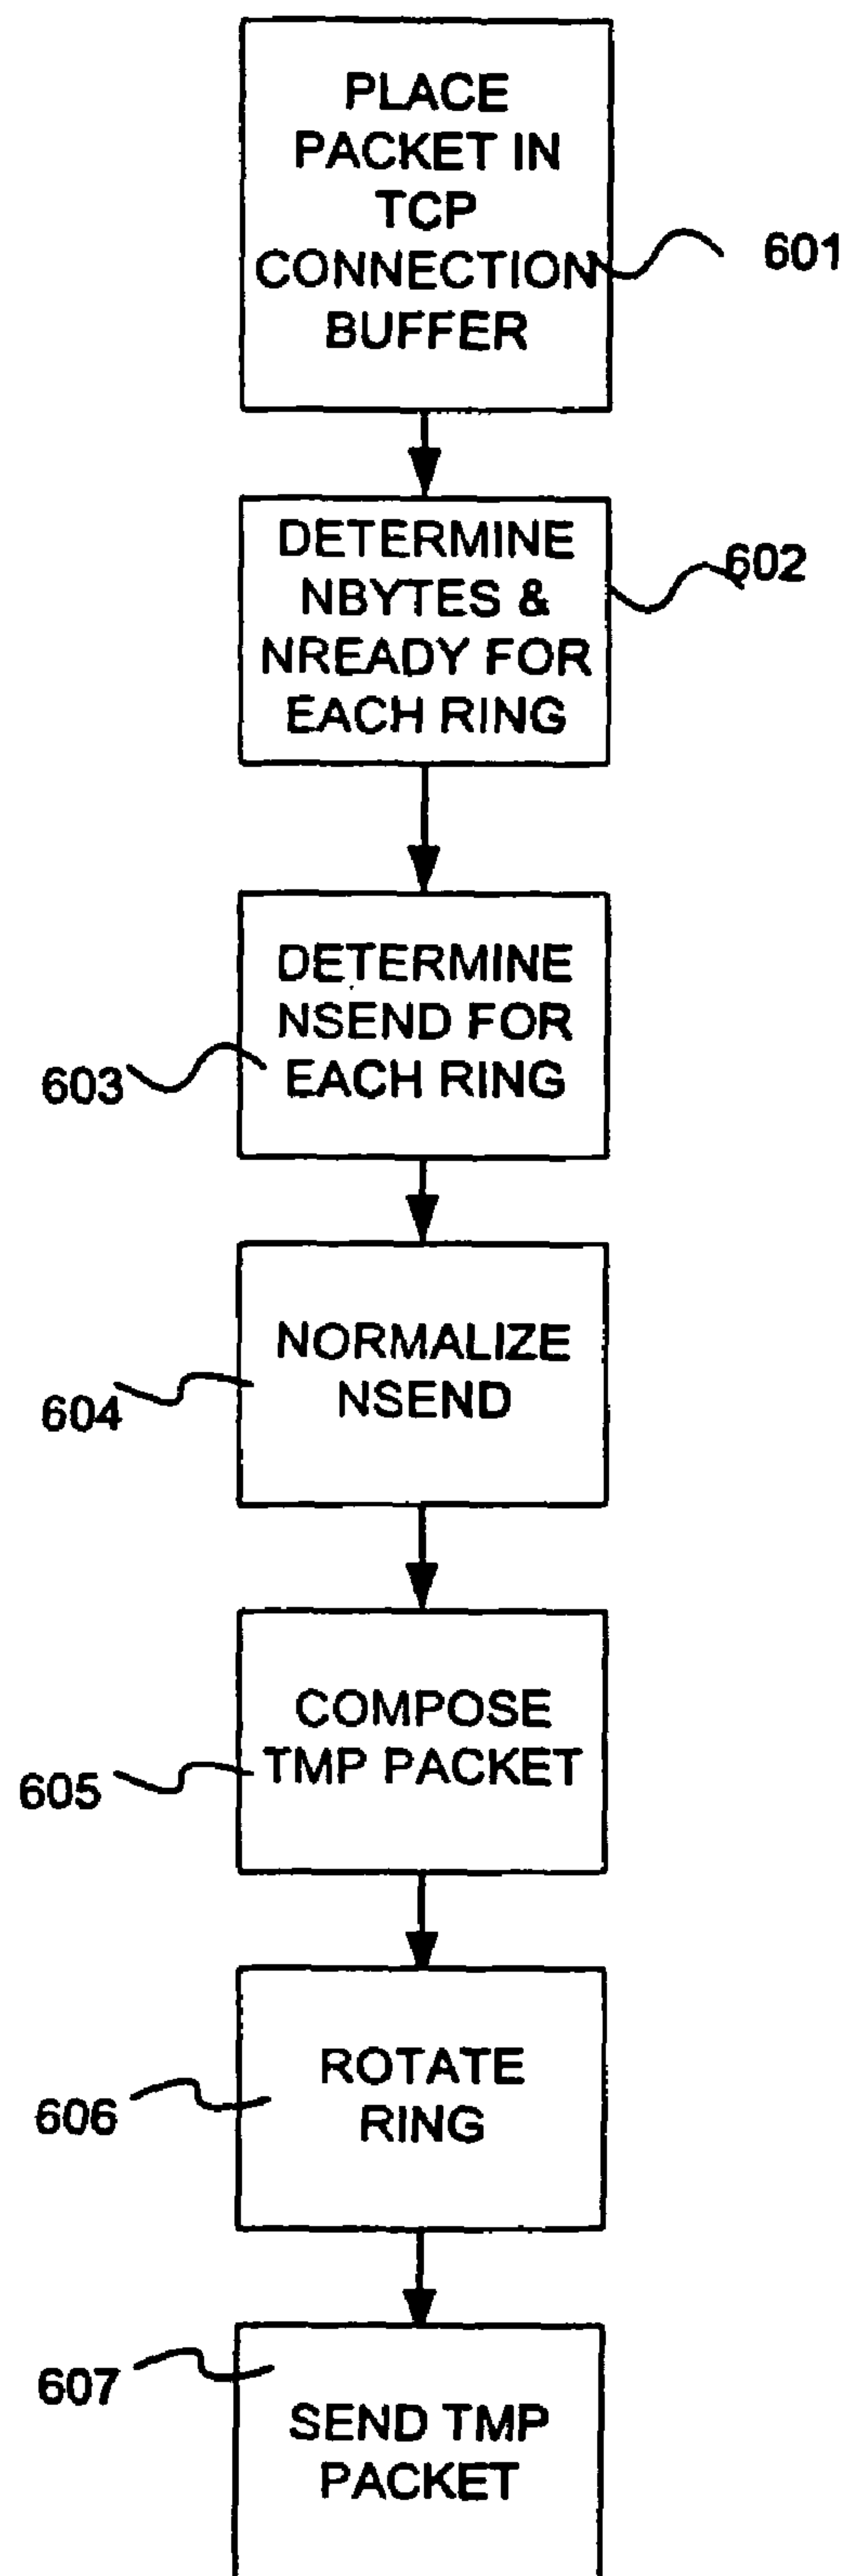 PLACE
PACKET IN
TCP
CONNECTION
BUFFER
601
DETERMINE
NBYTES &
NREADY FOR
EACH RING
602
DETERMINE
NSEND FOR
EACH RING
603
NORMALIZE
NSEND
604
COMPOSE
TMP PACKET
605
ROTATE
RING
606
607
SEND TMP
PACKET